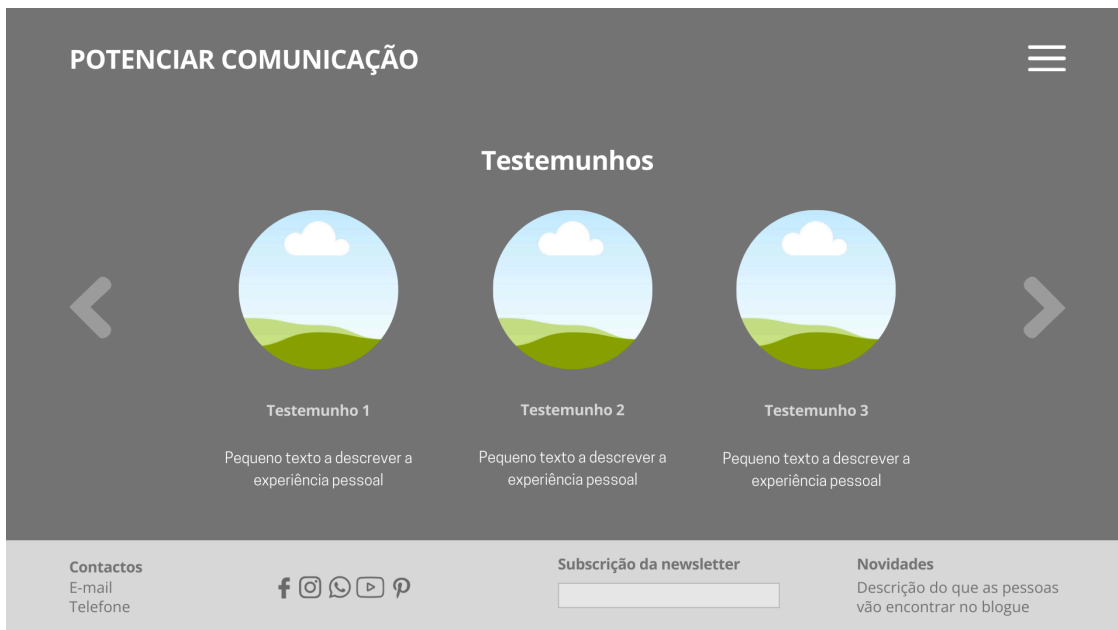 POTENCIAR COMUNICAÇÃO
Testemunhos
Testemunho 1
Pequeno texto a descrever a
experiência pessoal
Testemunho 2
Pequeno texto a descrever a
experiência pessoal
Testemunho 3
Pequeno texto a descrever a
experiência pessoal
Contactos
E-mail
Telefone
Subscrição da newsletter
Novidades
Descrição do que as pessoas
vão encontrar no blogue